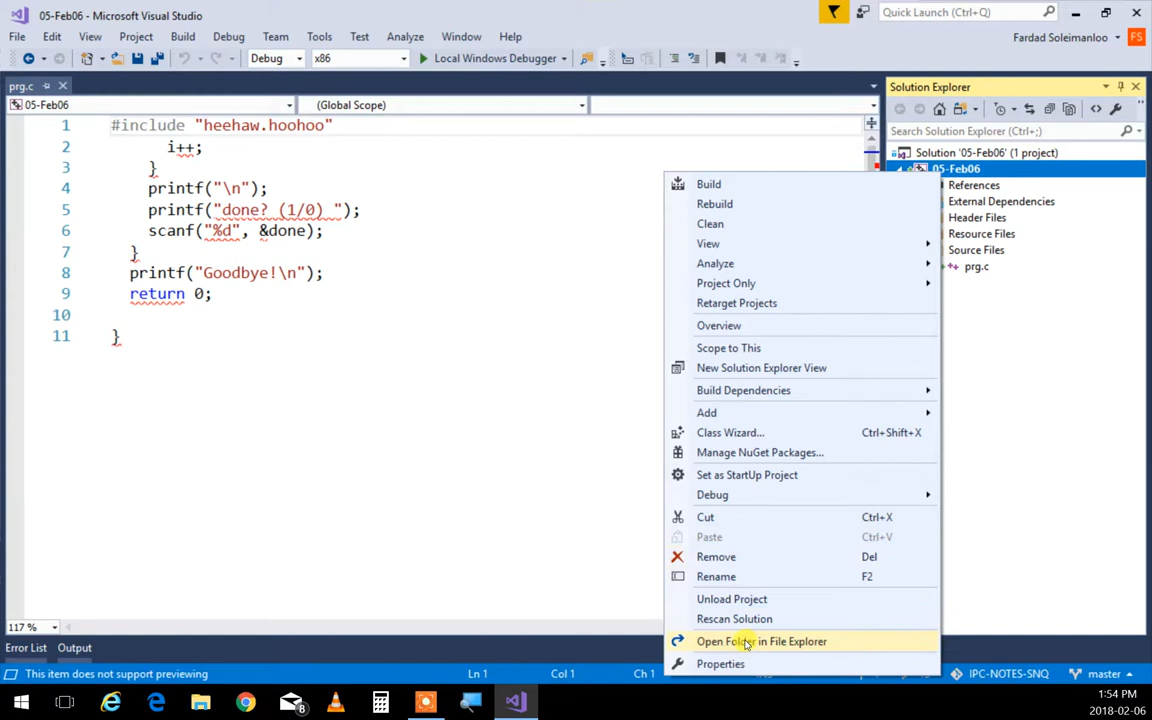 05-Feb06 - Microsoft Visual Studio
Quick Launch (Ctrl+Q)
File Edit View Project Build Debug Team Tools Test Analyze Window Help
Fardad Soleimanloo FS
Debug x86 Local Windows Debugger
prg.c
05-Feb06 (Global Scope)
1 #include "heehaw.hoohoo"
2 i++;
3 }
4 printf("\n");
5 printf("done? (1/0) ");
6 scanf("%d", &done);
7 }
8 printf("Goodbye!\n");
9 return 0;
10
11 }
Solution Explorer
Search Solution Explorer (Ctrl+;)
Solution '05-Feb06' (1 project)
05-Feb06
References
External Dependencies
Header Files
Resource Files
Source Files
prg.c
Build
Rebuild
Clean
View
Analyze
Project Only
Retarget Projects
Overview
Scope to This
New Solution Explorer View
Build Dependencies
Add
Class Wizard... Ctrl+Shift+X
Manage NuGet Packages...
Set as StartUp Project
Debug
Cut Ctrl+X
Paste Ctrl+V
Remove Del
Rename F2
Unload Project
Rescan Solution
Open Folder in File Explorer
Properties
117 %
Error List Output
This item does not support previewing Ln 1 Col 1 Ch 1 IPC-NOTES-SNQ master
8
1:54 PM
2018-02-06